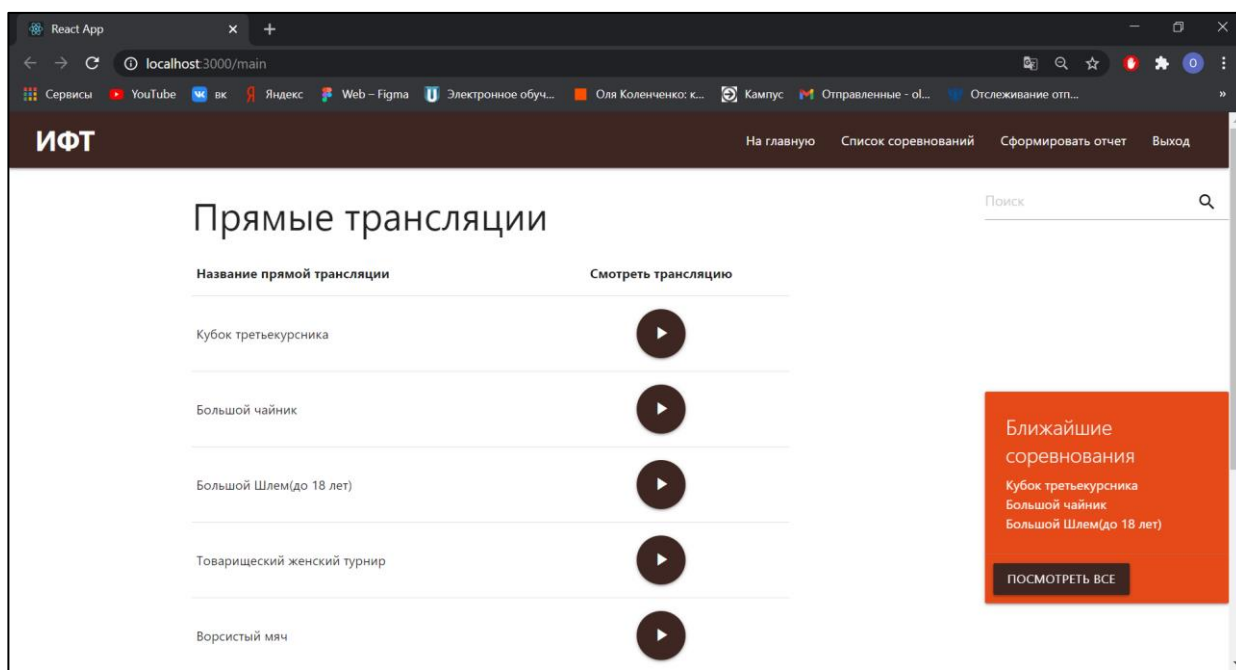 React App
localhost:3000/main
Сервисы YouTube вк Яндекс Web – Figma Электронное обуч... Оля Коленченко: к... Кампус Отправленные - ol... Отслеживание отп... »
ИФТ На главную Список соревнований Сформировать отчет Выход
Поиск
Прямые трансляции
Название прямой трансляции Смотреть трансляцию
Кубок третьекурсника
Большой чайник
Большой Шлем(до 18 лет)
Товарищеский женский турнир
Ворсистый мяч
Ближайшие
соревнования
Кубок третьекурсника
Большой чайник
Большой Шлем(до 18 лет)
ПОСМОТРЕТЬ ВСЕ